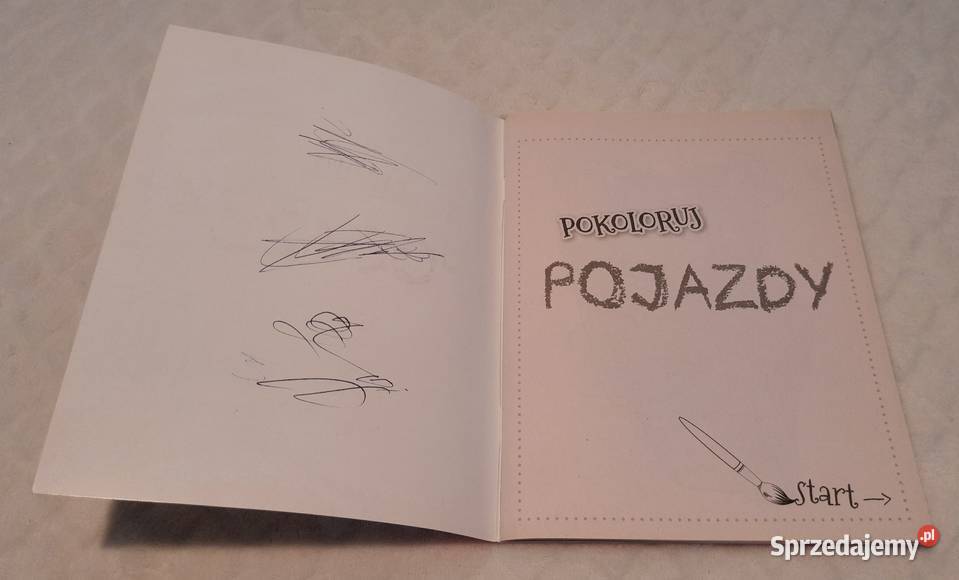 POKOLORUJ
POJAZDY
start →
Sprzedajemy.pl